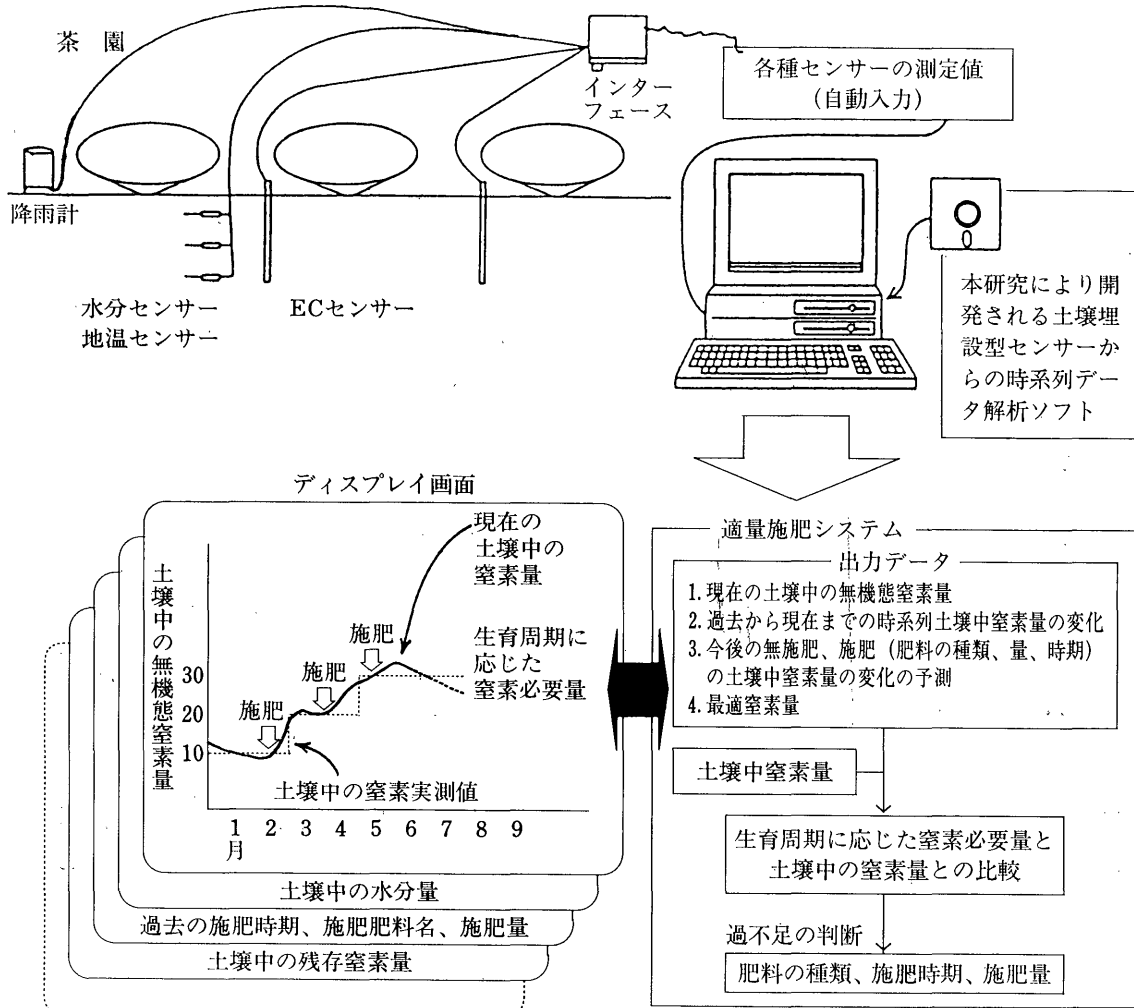 茶園
インター
フェース
各種センサーの測定値
(自動入力)
降雨計
水分センサー
地温センサー
ECセンサー
本研究により開
発される土壌埋
設型センサーか
らの時系列デー
タ解析ソフト
ディスプレイ画面
土壌中の無機態窒素量
30
20
10
施肥
施肥
施肥
現在の
土壌中の
窒素量
生育周期に
応じた
窒素必要量
土壌中の窒素実測値
1 2 3 4 5 6 7 8 9
月
土壌中の水分量
過去の施肥時期、施肥肥料名、施肥量
土壌中の残存窒素量
適量施肥システム
出力データ
1.現在の土壌中の無機態窒素量
2.過去から現在までの時系列土壌中窒素量の変化
3.今後の無施肥、施肥(肥料の種類、量、時期)
の土壌中窒素量の変化の予測
4.最適窒素量
土壌中窒素量
生育周期に応じた窒素必要量と
土壌中の窒素量との比較
過不足の判断
肥料の種類、施肥時期、施肥量